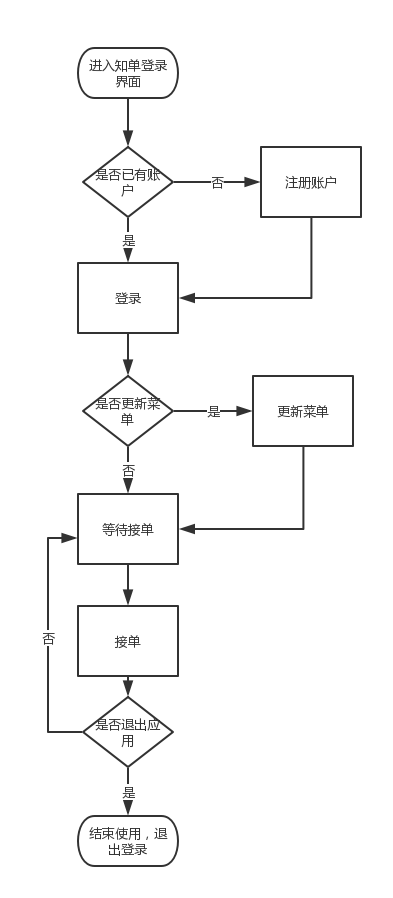 进入知单登录
界面
是否已有账
户
否
注册账户
是
登录
是否更新菜
单
是
更新菜单
否
等待接单
接单
否
是否退出应
用
是
结束使用，退
出登录